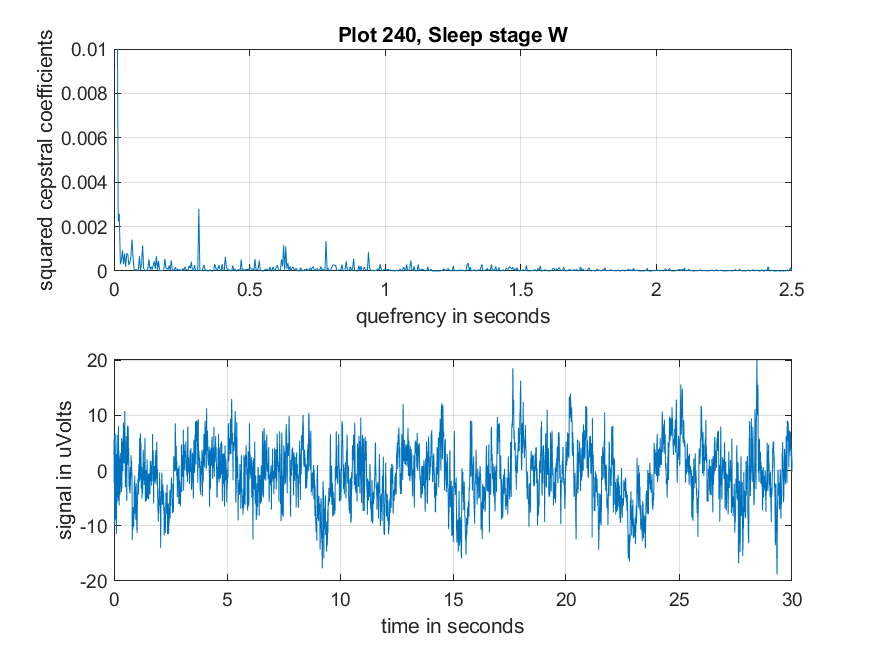 Plot 240, Sleep stage W
squared cepstral coefficients
0.01
0.008
0.006
0.004
0.002
0
0 0.5 1 1.5 2 2.5
quefrency in seconds
signal in uVolts
20
10
0
-10
-20
0 5 10 15 20 25 30
time in seconds